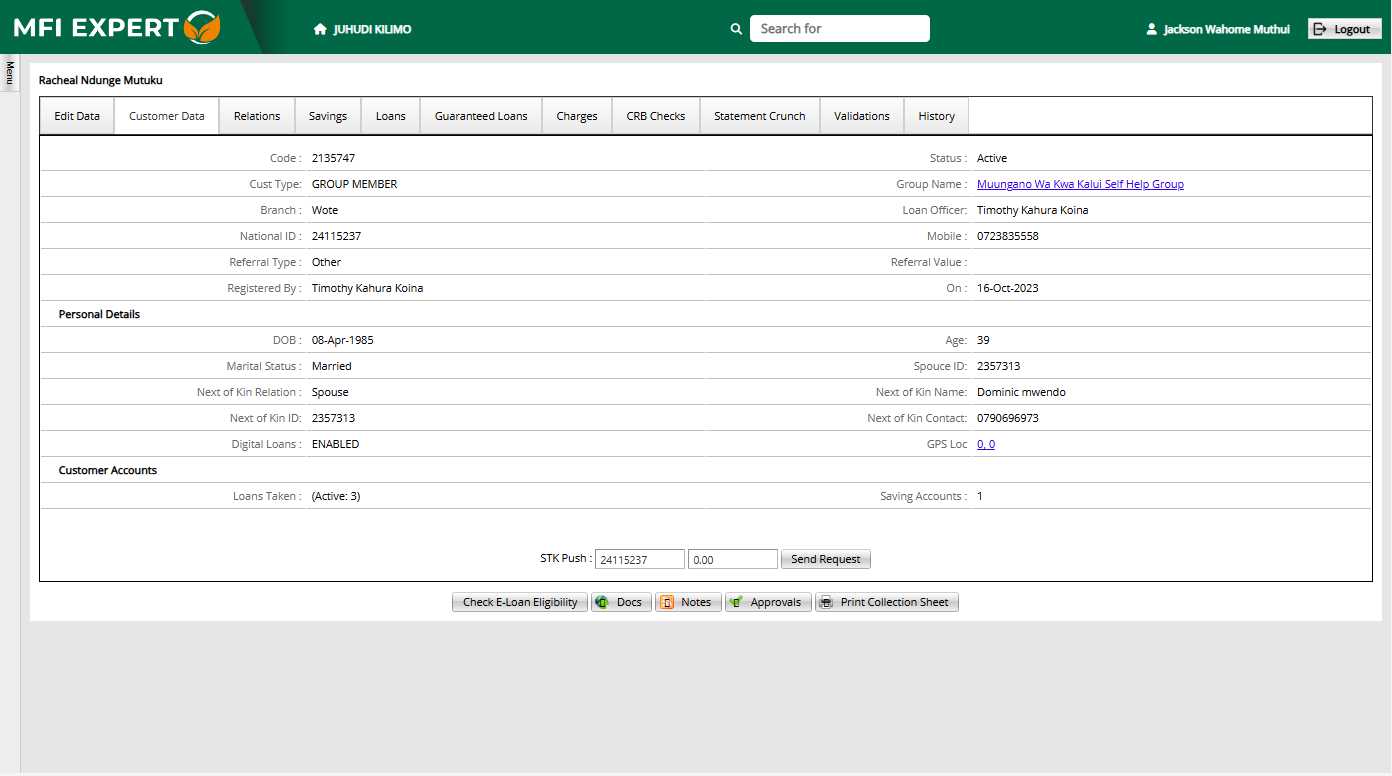 MFI EXPERT JUHUDI KILIMO Search for Jackson Wahome Muthui Logout
Menu
Racheal Ndunge Mutuku
Edit Data Customer Data Relations Savings Loans Guaranteed Loans Charges CRB Checks Statement Crunch Validations History
Code : 2135747 Status : Active
Cust Type: GROUP MEMBER Group Name : Muungano Wa Kwa Kalui Self Help Group
Branch : Wote Loan Officer: Timothy Kahura Koina
National ID : 24115237 Mobile : 0723835558
Referral Type : Other Referral Value :
Registered By : Timothy Kahura Koina On : 16-Oct-2023
Personal Details
DOB : 08-Apr-1985 Age: 39
Marital Status : Married Spouce ID: 2357313
Next of Kin Relation : Spouse Next of Kin Name: Dominic mwendo
Next of Kin ID: 2357313 Next of Kin Contact: 0790696973
Digital Loans : ENABLED GPS Loc 0, 0
Customer Accounts
Loans Taken : (Active: 3) Saving Accounts : 1
STK Push : 24115237 0.00 Send Request
Check E-Loan Eligibility Docs Notes Approvals Print Collection Sheet